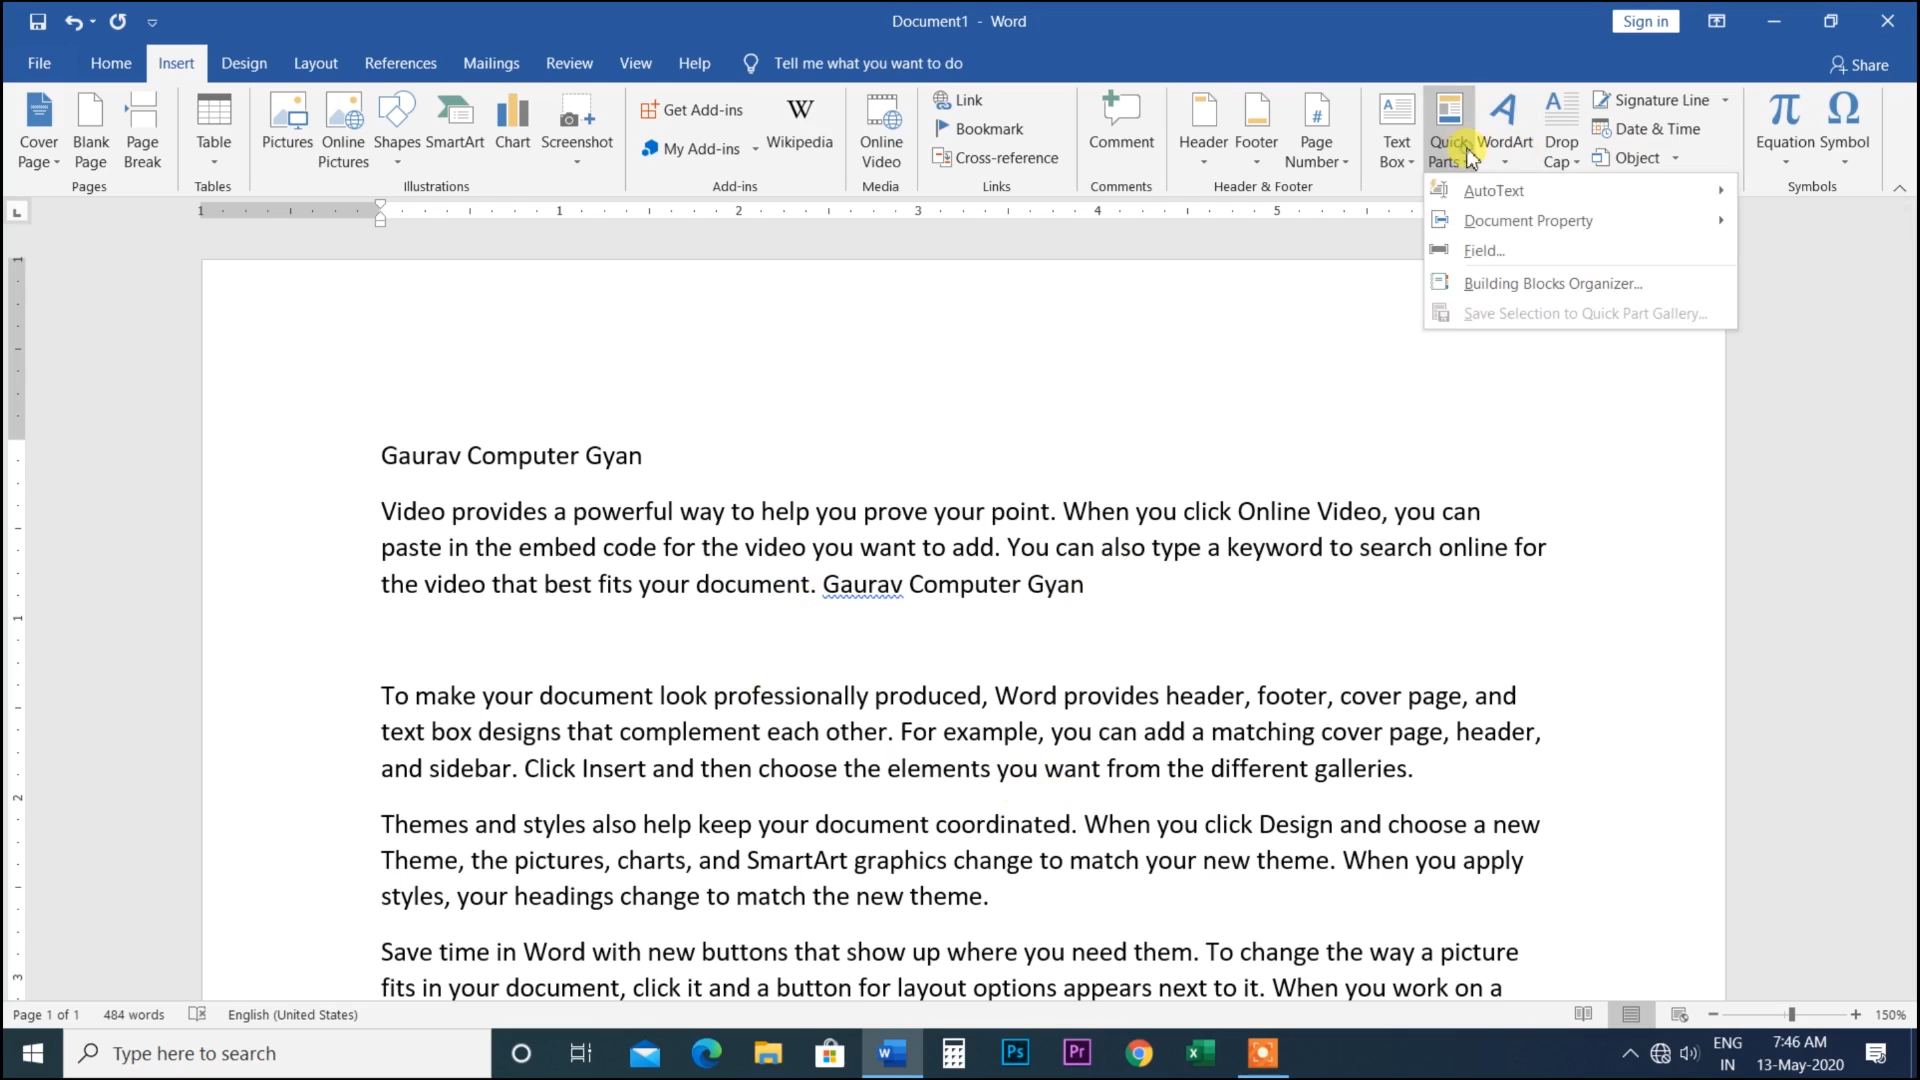 Document1 - Word
Sign in
File Home Insert Design Layout References Mailings Review View Help Tell me what you want to do
Share
Cover Page
Blank Page
Page Break
Pages
Table
Tables
Pictures
Online Pictures
Shapes
SmartArt
Chart
Screenshot
Illustrations
Get Add-ins
My Add-ins
W
Wikipedia
Add-ins
Online Video
Media
Link
Bookmark
Cross-reference
Links
Comment
Comments
Header
Footer
#
Page Number
Header & Footer
A
Text Box
Quick Parts
A
WordArt
A
Drop Cap
Signature Line
Date & Time
Object
π
Equation
Ω
Symbol
Symbols
AutoText
Document Property
Field...
Building Blocks Organizer...
Save Selection to Quick Part Gallery...
1 1 2 3 4 5
1
1
2
3
Gaurav Computer Gyan
Video provides a powerful way to help you prove your point. When you click Online Video, you can
paste in the embed code for the video you want to add. You can also type a keyword to search online for
the video that best fits your document. Gaurav Computer Gyan
To make your document look professionally produced, Word provides header, footer, cover page, and
text box designs that complement each other. For example, you can add a matching cover page, header,
and sidebar. Click Insert and then choose the elements you want from the different galleries.
Themes and styles also help keep your document coordinated. When you click Design and choose a new
Theme, the pictures, charts, and SmartArt graphics change to match your new theme. When you apply
styles, your headings change to match the new theme.
Save time in Word with new buttons that show up where you need them. To change the way a picture
fits in your document, click it and a button for layout options appears next to it. When you work on a
Page 1 of 1 484 words English (United States) 150%
Type here to search
W
Ps
Pr
X
ENG
IN
7:46 AM
13-May-2020